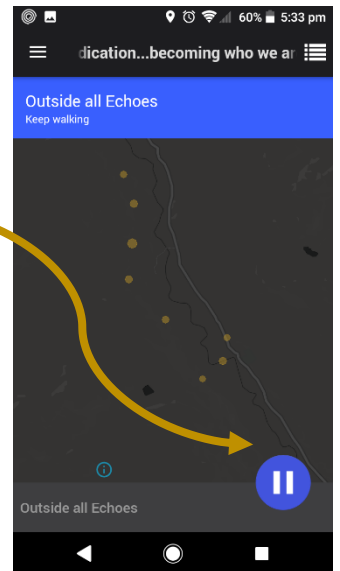 60% 5:33 pm
dication...becoming who we ar
Outside all Echoes
Keep walking
Outside all Echoes